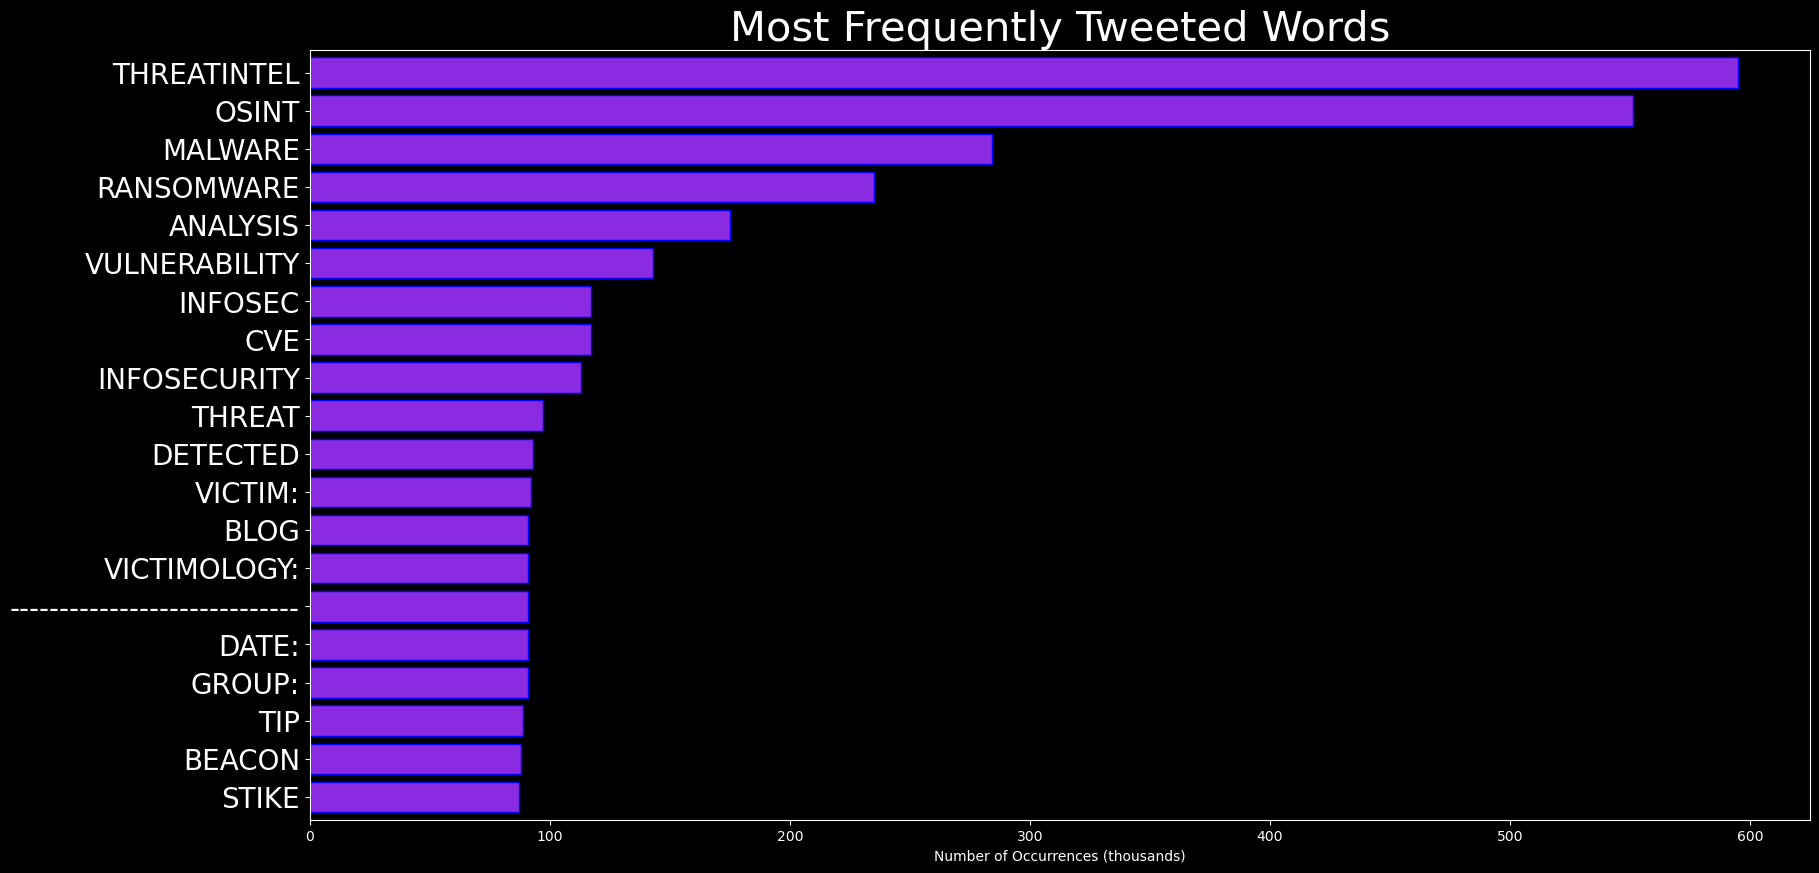 Most Frequently Tweeted Words
THREATINTEL
OSINT
MALWARE
RANSOMWARE
ANALYSIS
VULNERABILITY
INFOSEC
CVE
INFOSECURITY
THREAT
DETECTED
VICTIM:
BLOG
VICTIMOLOGY:
-----------------------------
DATE:
GROUP:
TIP
BEACON
STIKE
0 100 200 300 400 500 600
Number of Occurrences (thousands)